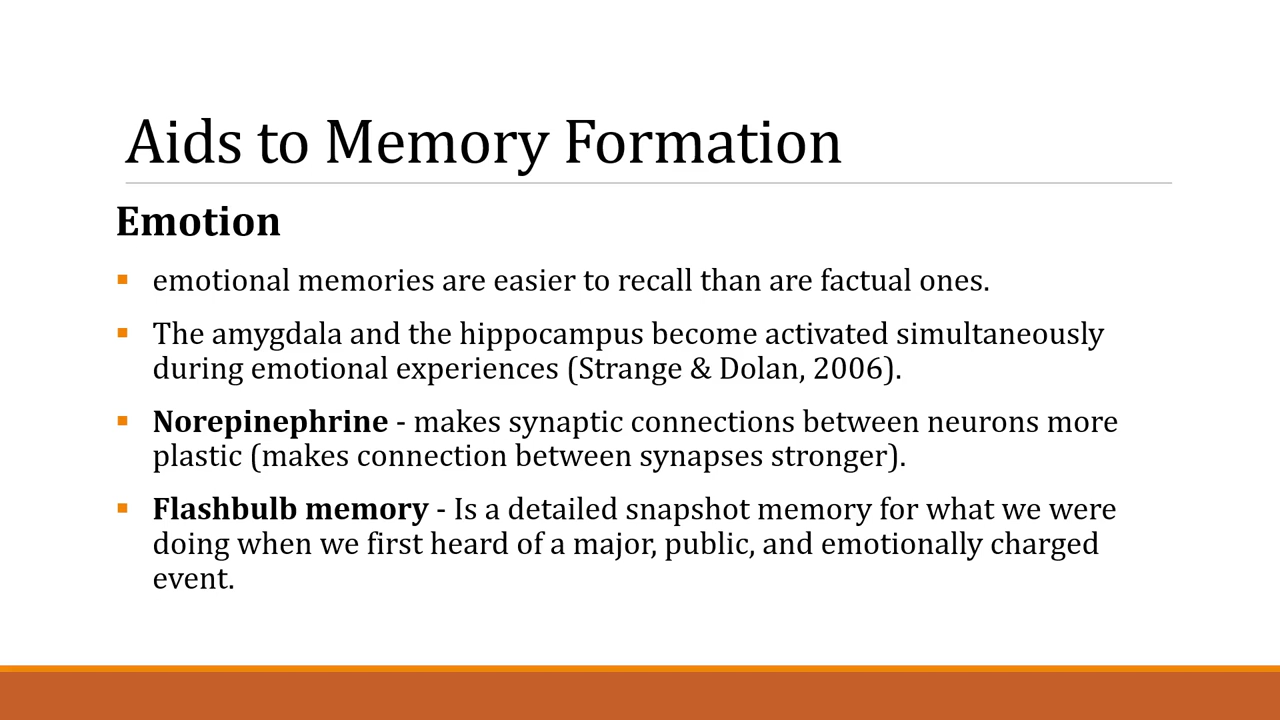 Aids to Memory Formation
Emotion
▪ emotional memories are easier to recall than are factual ones.
▪ The amygdala and the hippocampus become activated simultaneously
during emotional experiences (Strange & Dolan, 2006).
▪ Norepinephrine - makes synaptic connections between neurons more
plastic (makes connection between synapses stronger).
▪ Flashbulb memory - Is a detailed snapshot memory for what we were
doing when we first heard of a major, public, and emotionally charged
event.